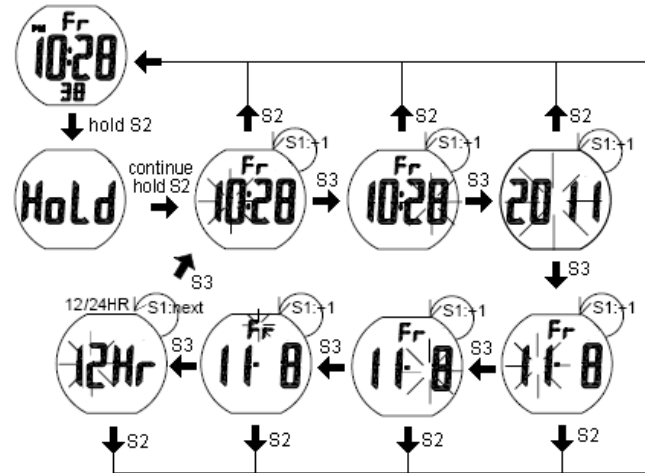 Fr
PM
10:28
38
hold S2
S2
S2
S2
Hold
continue
hold S2
Fr
10:28
S1:+1
S3
Fr
10:28
S1:+1
S3
20 11
S1:+1
S3
S3
12/24HR
S1:next
12Hr
S3
Fr
11- 8
S1:+1
S3
Fr
11- 8
S1:+1
S3
Fr
11- 8
S1:+1
S2
S2
S2
S2